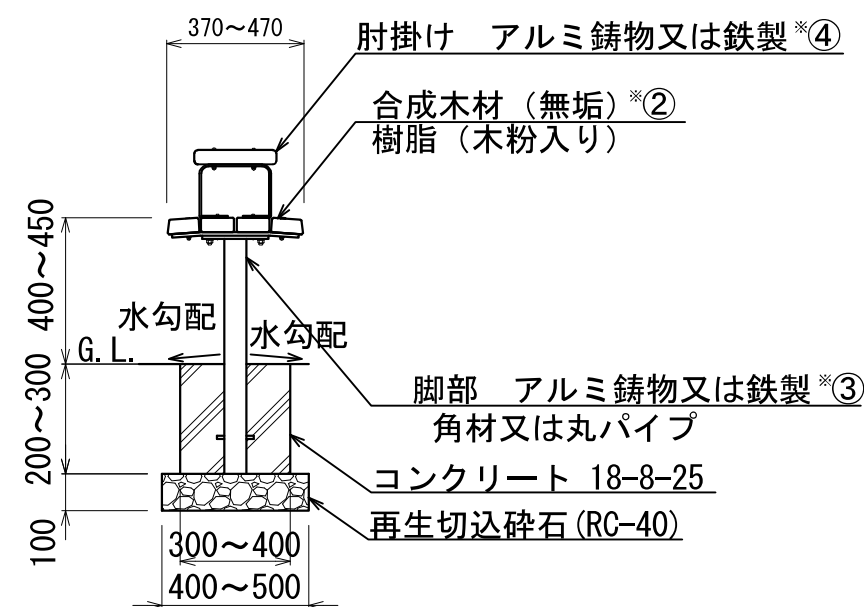 370～470
肘掛け　アルミ鋳物又は鉄製※④
合成木材（無垢）※②
樹脂（木粉入り）
400～450
水勾配
水勾配
G.L.
脚部　アルミ鋳物又は鉄製※③
角材又は丸パイプ
200～300
コンクリート 18-8-25
再生切込砕石(RC-40)
100
300～400
400～500